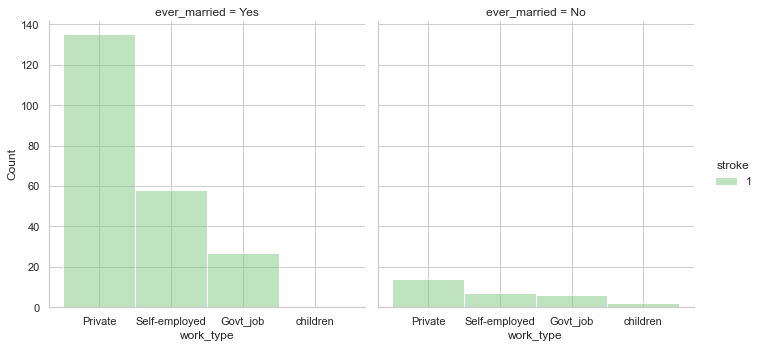 ever_married = Yes
ever_married = No
140
120
100
80
60
40
20
0
Count
Private Self-employed Govt_job children
work_type
Private Self-employed Govt_job children
work_type
stroke
1